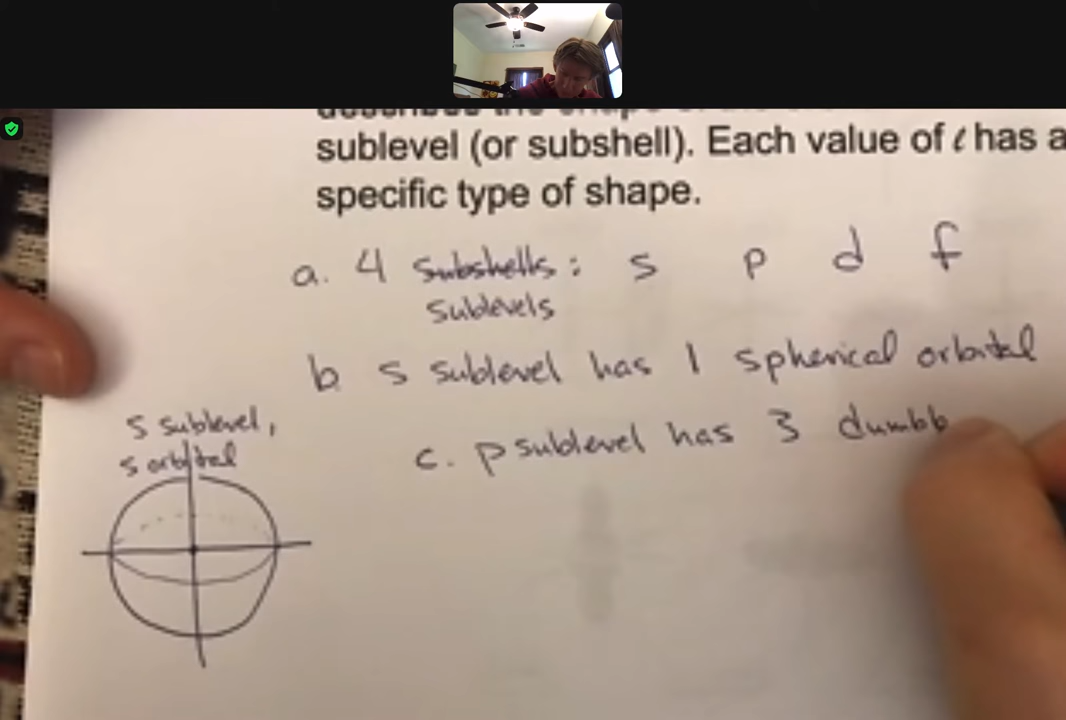 sublevel (or subshell). Each value of ℓ has a
specific type of shape.
a. 4 subshells: s p d f
sublevels
b. s sublevel has 1 spherical orbital
c. p sublevel has 3 dumbb
s sublevel,
s orbital